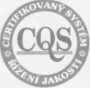 CERTIFIKOVANÝ SYSTÉM
CQS
ŘÍZENÍ JAKOSTI